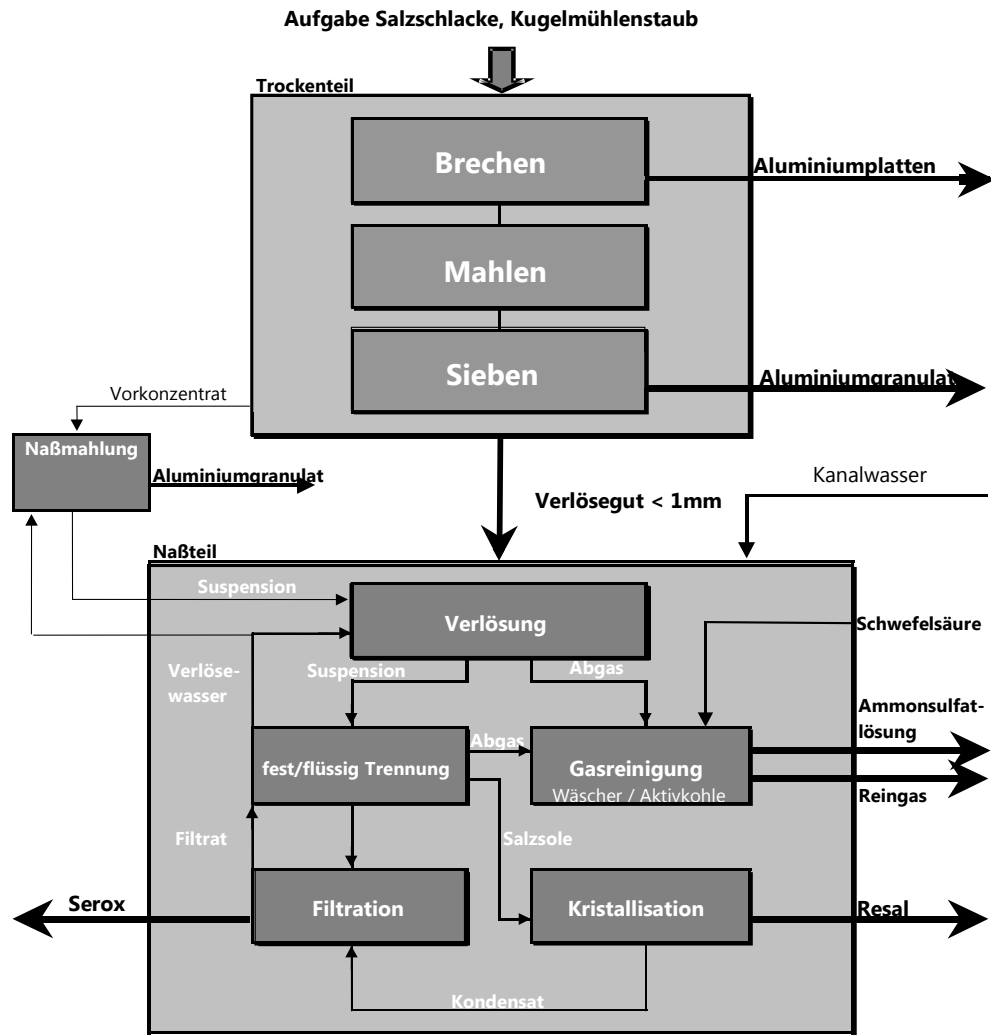 Aufgabe Salzschlacke, Kugelmühlenstaub
Trockenteil
Brechen
Aluminiumplatten
Mahlen
Sieben
Aluminiumgranulat
Vorkonzentrat
Naßmahlung
Aluminiumgranulat
Kanalwasser
Verlösegut < 1mm
Naßteil
Suspension
Verlösung
Schwefelsäure
Verlöse-
wasser
Suspension
Abgas
Ammonsulfat-
lösung
Abgas
fest/flüssig Trennung
Gasreinigung
Wäscher / Aktivkohle
Reingas
Filtrat
Salzsole
Serox
Filtration
Kristallisation
Resal
Kondensat